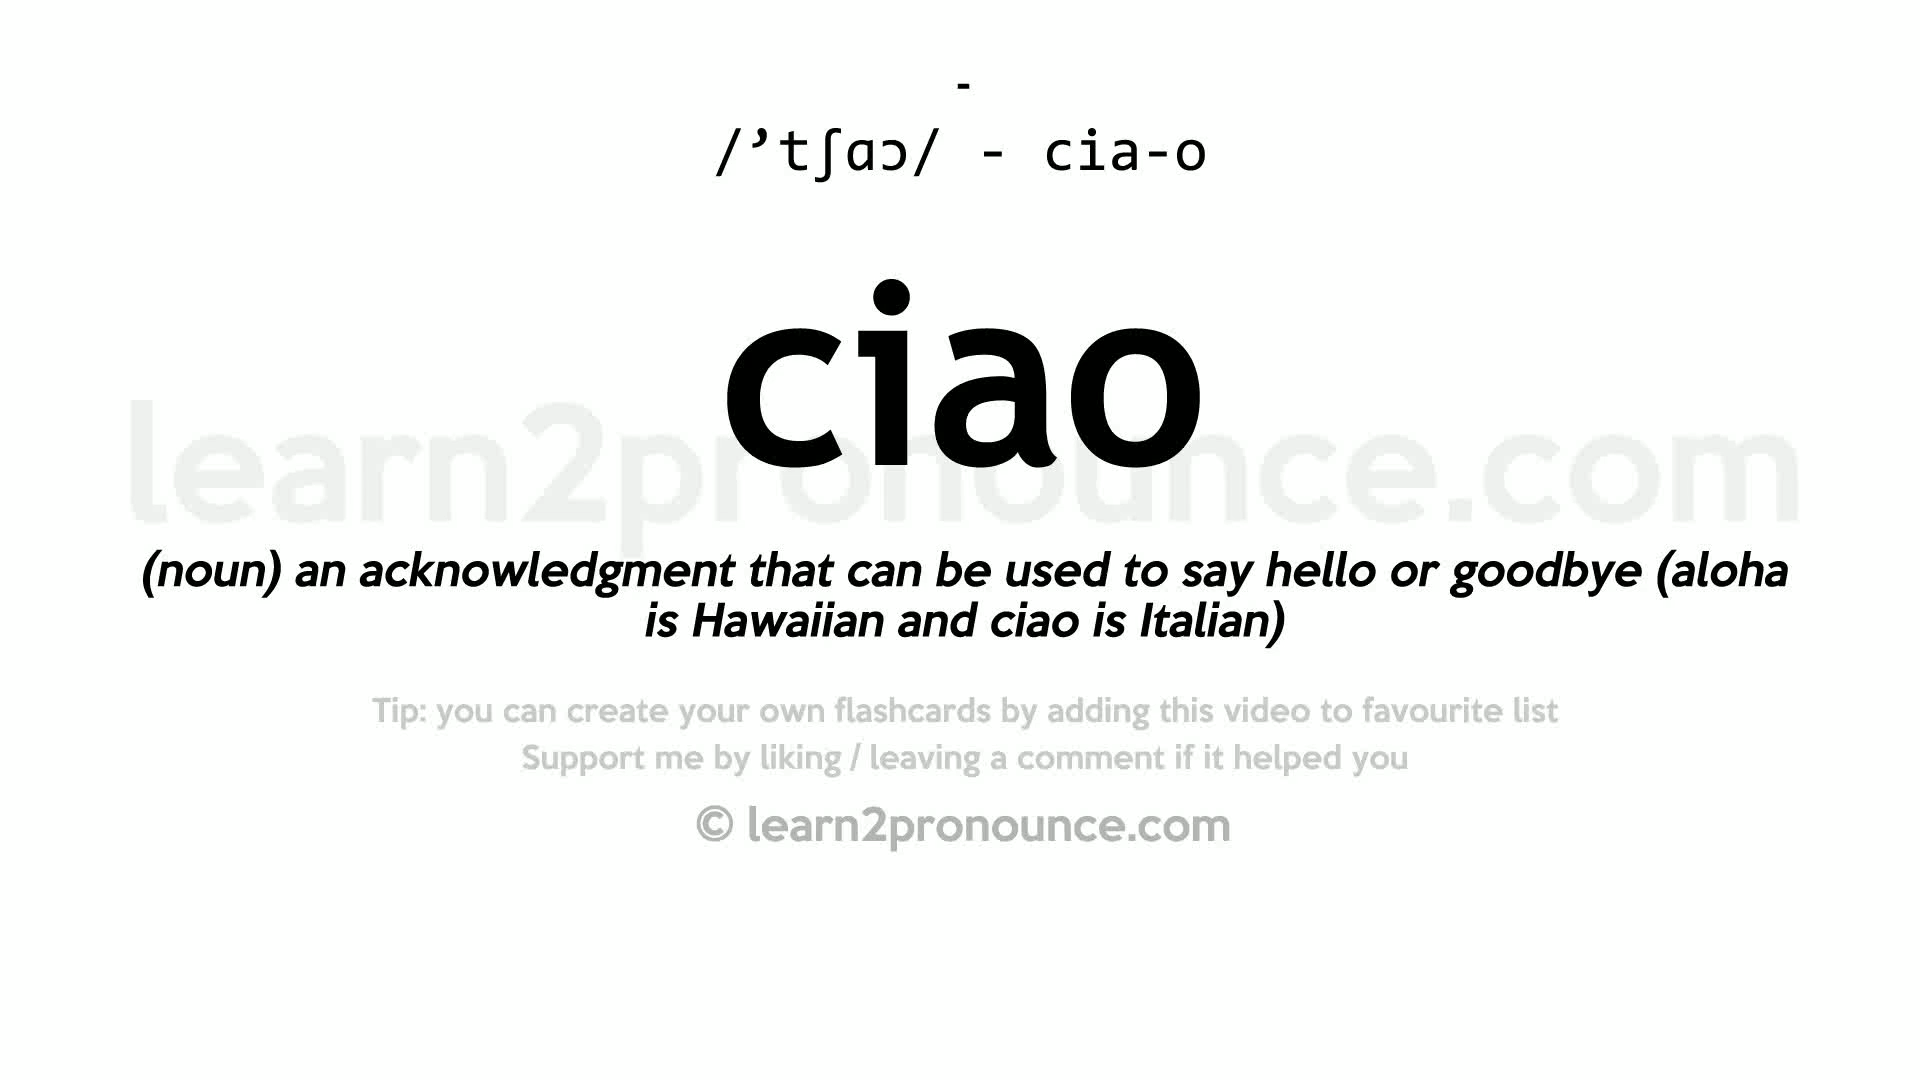 -
/’tʃɑɔ/ - cia-o
ciao
learn2pronounce.com
(noun) an acknowledgment that can be used to say hello or goodbye (aloha
is Hawaiian and ciao is Italian)
Tip: you can create your own flashcards by adding this video to favourite list
Support me by liking / leaving a comment if it helped you
© learn2pronounce.com